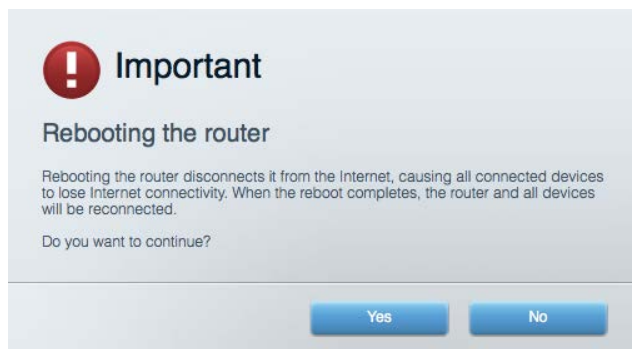 Important
Rebooting the router
Rebooting the router disconnects it from the Internet, causing all connected devices
to lose Internet connectivity. When the reboot completes, the router and all devices
will be reconnected.
Do you want to continue?
Yes
No